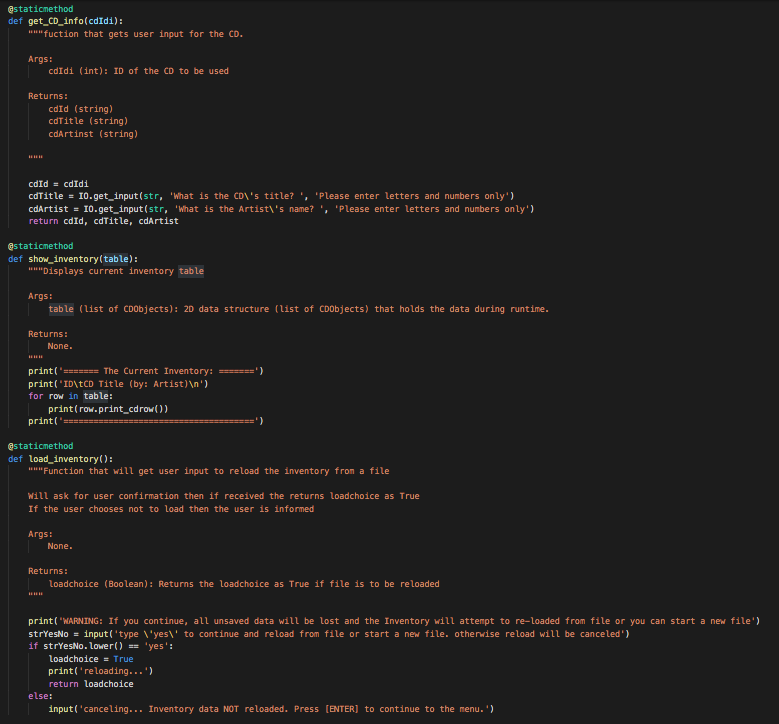 @staticmethod
def get_CD_info(cdIdi):
"""fuction that gets user input for the CD.
Args:
cdIdi (int): ID of the CD to be used
Returns:
cdId (string)
cdTitle (string)
cdArtinst (string)
"""
cdId = cdIdi
cdTitle = IO.get_input(str, 'What is the CD\'s title? ', 'Please enter letters and numbers only')
cdArtist = IO.get_input(str, 'What is the Artist\'s name? ', 'Please enter letters and numbers only')
return cdId, cdTitle, cdArtist
@staticmethod
def show_inventory(table):
"""Displays current inventory table
Args:
table (list of CDObjects): 2D data structure (list of CDObjects) that holds the data during runtime.
Returns:
None.
"""
print('======= The Current Inventory: =======')
print('ID\tCD Title (by: Artist)\n')
for row in table:
print(row.print_cdrow())
print('======================================')
@staticmethod
def load_inventory():
"""Function that will get user input to reload the inventory from a file
Will ask for user confirmation then if received the returns loadchoice as True
If the user chooses not to load then the user is informed
Args:
None.
Returns:
loadchoice (Boolean): Returns the loadchoice as True if file is to be reloaded
"""
print('WARNING: If you continue, all unsaved data will be lost and the Inventory will attempt to re-loaded from file or you can start a new file')
strYesNo = input('type \'yes\' to continue and reload from file or start a new file. otherwise reload will be canceled')
if strYesNo.lower() == 'yes':
loadchoice = True
print('reloading...')
return loadchoice
else:
input('canceling... Inventory data NOT reloaded. Press [ENTER] to continue to the menu.')